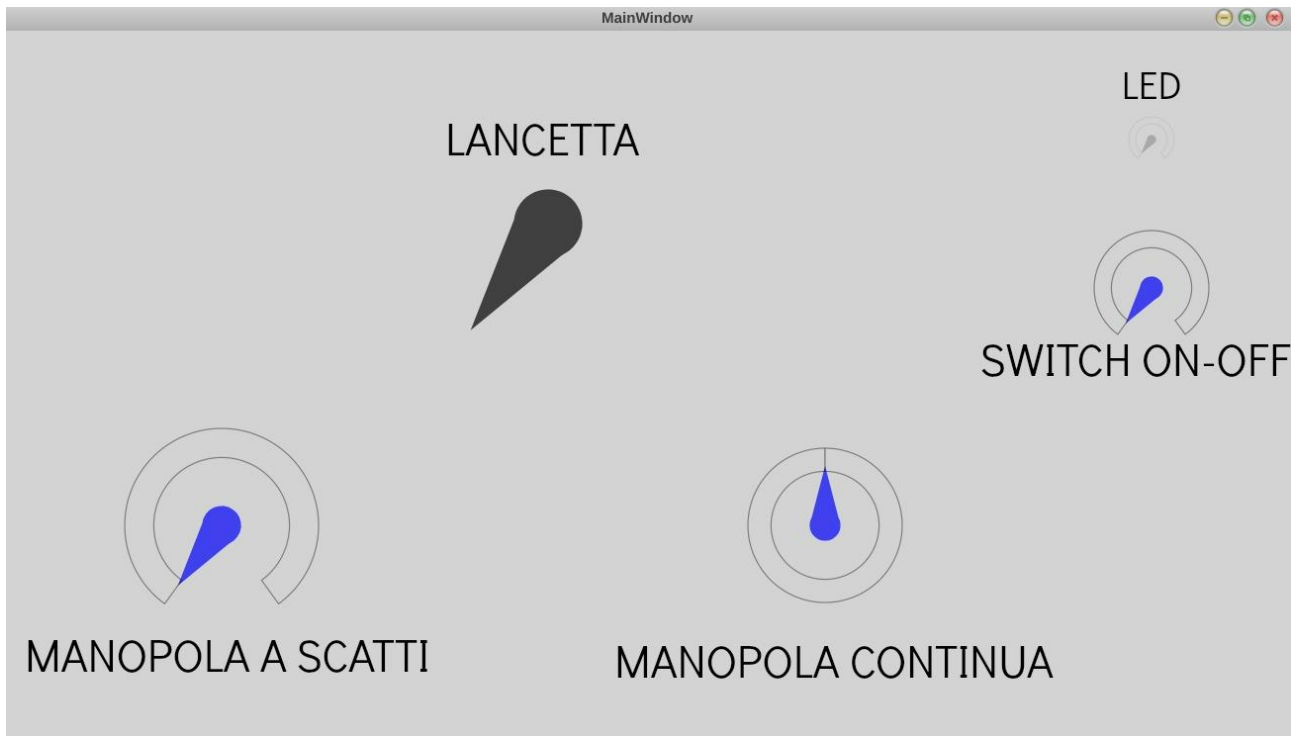 MainWindow
LED
LANCETTA
SWITCH ON-OFF
MANOPOLA A SCATTI
MANOPOLA CONTINUA